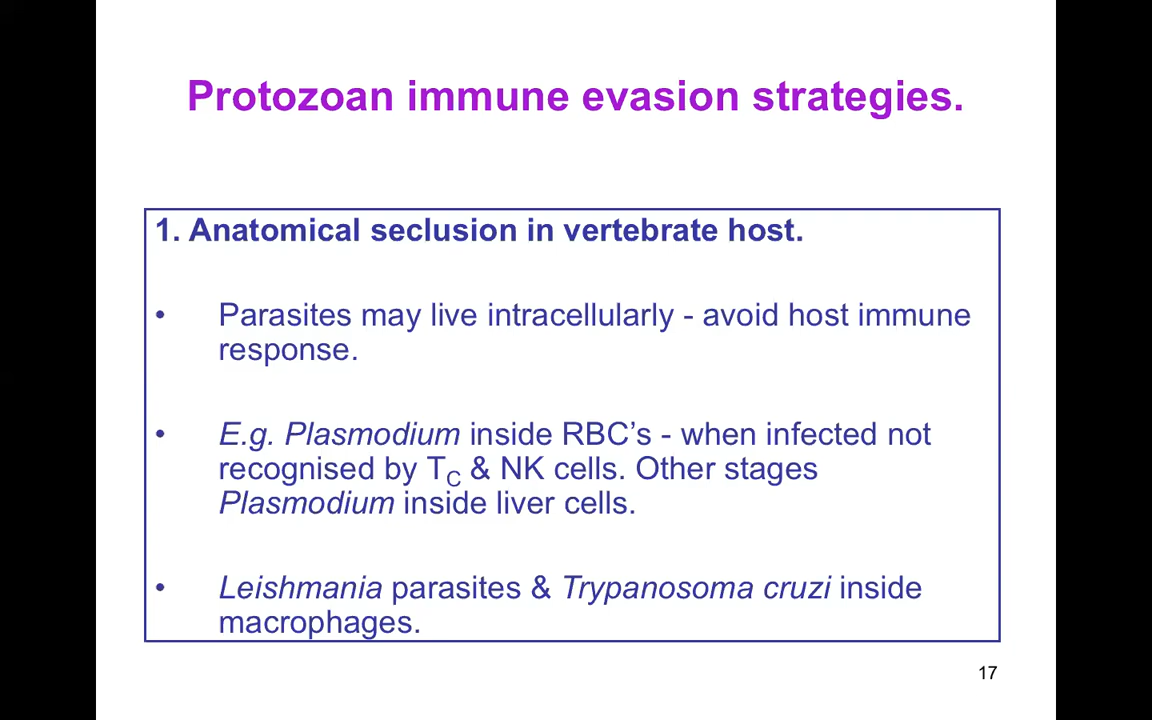 Protozoan immune evasion strategies.
1. Anatomical seclusion in vertebrate host.
• Parasites may live intracellularly - avoid host immune
response.
• E.g. Plasmodium inside RBC’s - when infected not
recognised by TC & NK cells. Other stages
Plasmodium inside liver cells.
• Leishmania parasites & Trypanosoma cruzi inside
macrophages.
17